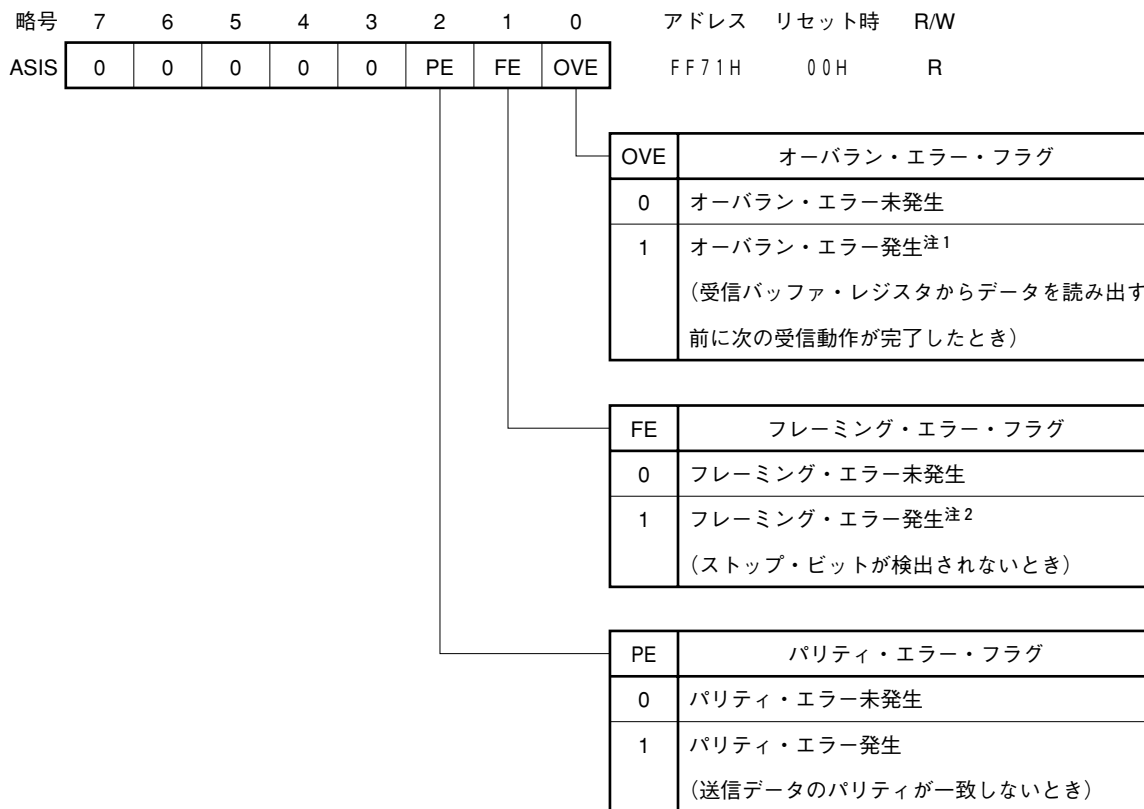 略号 7 6 5 4 3 2 1 0 アドレス リセット時 R/W
ASIS 0 0 0 0 0 PE FE OVE FF71H 00H R
OVE オーバラン・エラー・フラグ
0 オーバラン・エラー未発生
1 オーバラン・エラー発生注1
(受信バッファ・レジスタからデータを読み出す
前に次の受信動作が完了したとき)
FE フレーミング・エラー・フラグ
0 フレーミング・エラー未発生
1 フレーミング・エラー発生注2
(ストップ・ビットが検出されないとき)
PE パリティ・エラー・フラグ
0 パリティ・エラー未発生
1 パリティ・エラー発生
(送信データのパリティが一致しないとき)